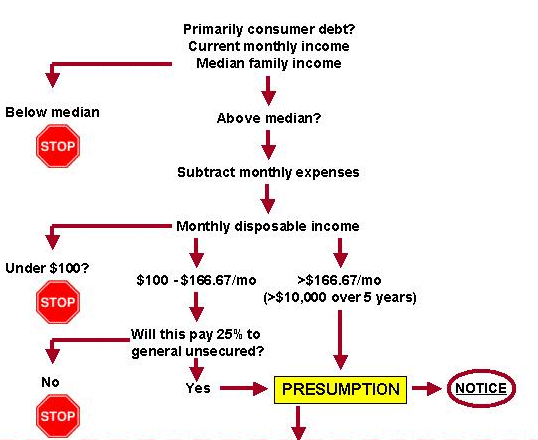 Primarily consumer debt?
Current monthly income
Median family income
Below median
STOP
Above median?
Subtract monthly expenses
Monthly disposable income
Under $100?
STOP
$100 - $166.67/mo
>$166.67/mo
(>$10,000 over 5 years)
Will this pay 25% to
general unsecured?
No
STOP
Yes
PRESUMPTION
NOTICE